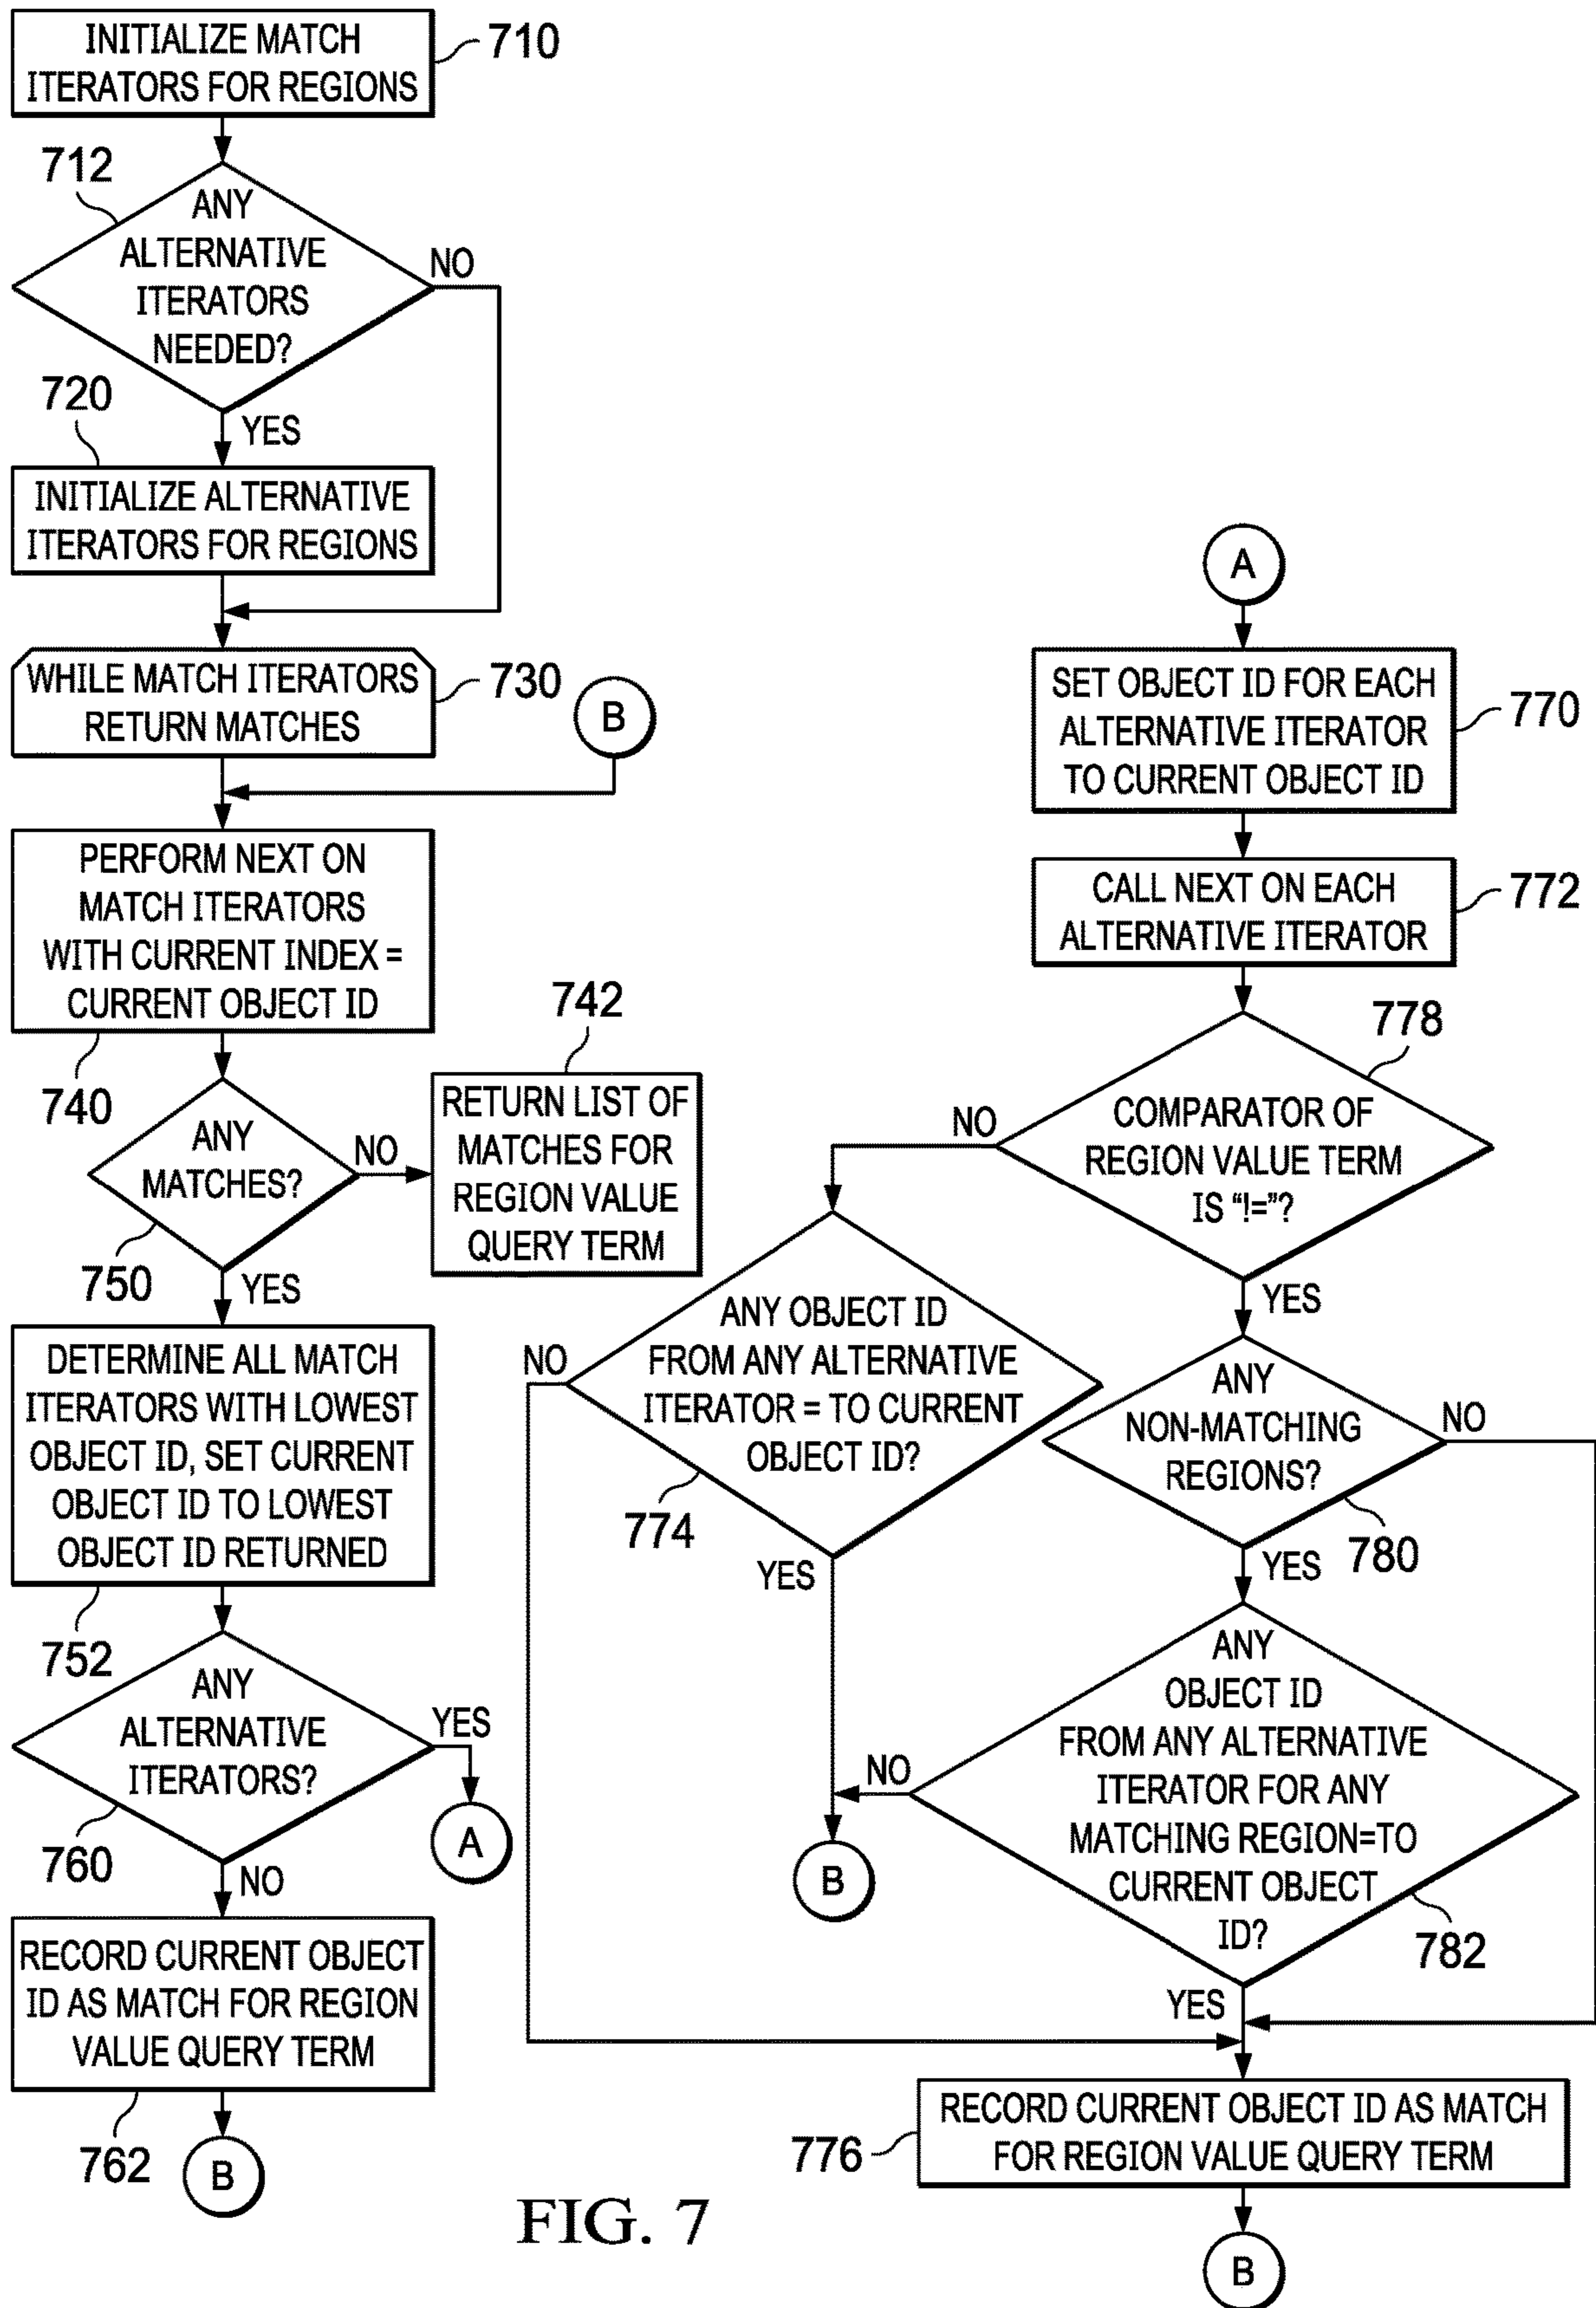 INITIALIZE MATCH
ITERATORS FOR REGIONS
710
712
ANY
ALTERNATIVE
ITERATORS
NEEDED?
NO
YES
720
INITIALIZE ALTERNATIVE
ITERATORS FOR REGIONS
WHILE MATCH ITERATORS
RETURN MATCHES
730
B
PERFORM NEXT ON
MATCH ITERATORS
WITH CURRENT INDEX =
CURRENT OBJECT ID
740
ANY
MATCHES?
NO
YES
750
742
RETURN LIST OF
MATCHES FOR
REGION VALUE
QUERY TERM
DETERMINE ALL MATCH
ITERATORS WITH LOWEST
OBJECT ID, SET CURRENT
OBJECT ID TO LOWEST
OBJECT ID RETURNED
752
ANY
ALTERNATIVE
ITERATORS?
YES
A
760
NO
RECORD CURRENT OBJECT
ID AS MATCH FOR REGION
VALUE QUERY TERM
762
B
A
SET OBJECT ID FOR EACH
ALTERNATIVE ITERATOR
TO CURRENT OBJECT ID
770
CALL NEXT ON EACH
ALTERNATIVE ITERATOR
772
778
COMPARATOR OF
REGION VALUE TERM
IS “!=”?
NO
YES
ANY OBJECT ID
FROM ANY ALTERNATIVE
ITERATOR = TO CURRENT
OBJECT ID?
NO
774
YES
ANY
NON-MATCHING
REGIONS?
NO
780
YES
ANY
OBJECT ID
FROM ANY ALTERNATIVE
ITERATOR FOR ANY
MATCHING REGION=TO
CURRENT OBJECT
ID?
NO
B
782
YES
RECORD CURRENT OBJECT ID AS MATCH
FOR REGION VALUE QUERY TERM
776
B
FIG. 7